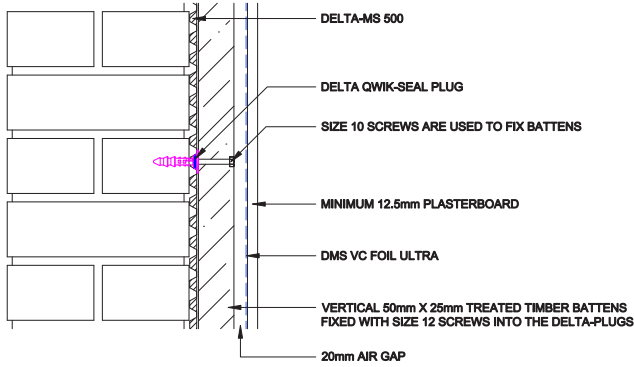 DELTA-MS 500
DELTA QWIK-SEAL PLUG
SIZE 10 SCREWS ARE USED TO FIX BATTENS
MINIMUM 12.5mm PLASTERBOARD
DMS VC FOIL ULTRA
VERTICAL 50mm X 25mm TREATED TIMBER BATTENS
FIXED WITH SIZE 12 SCREWS INTO THE DELTA-PLUGS
20mm AIR GAP